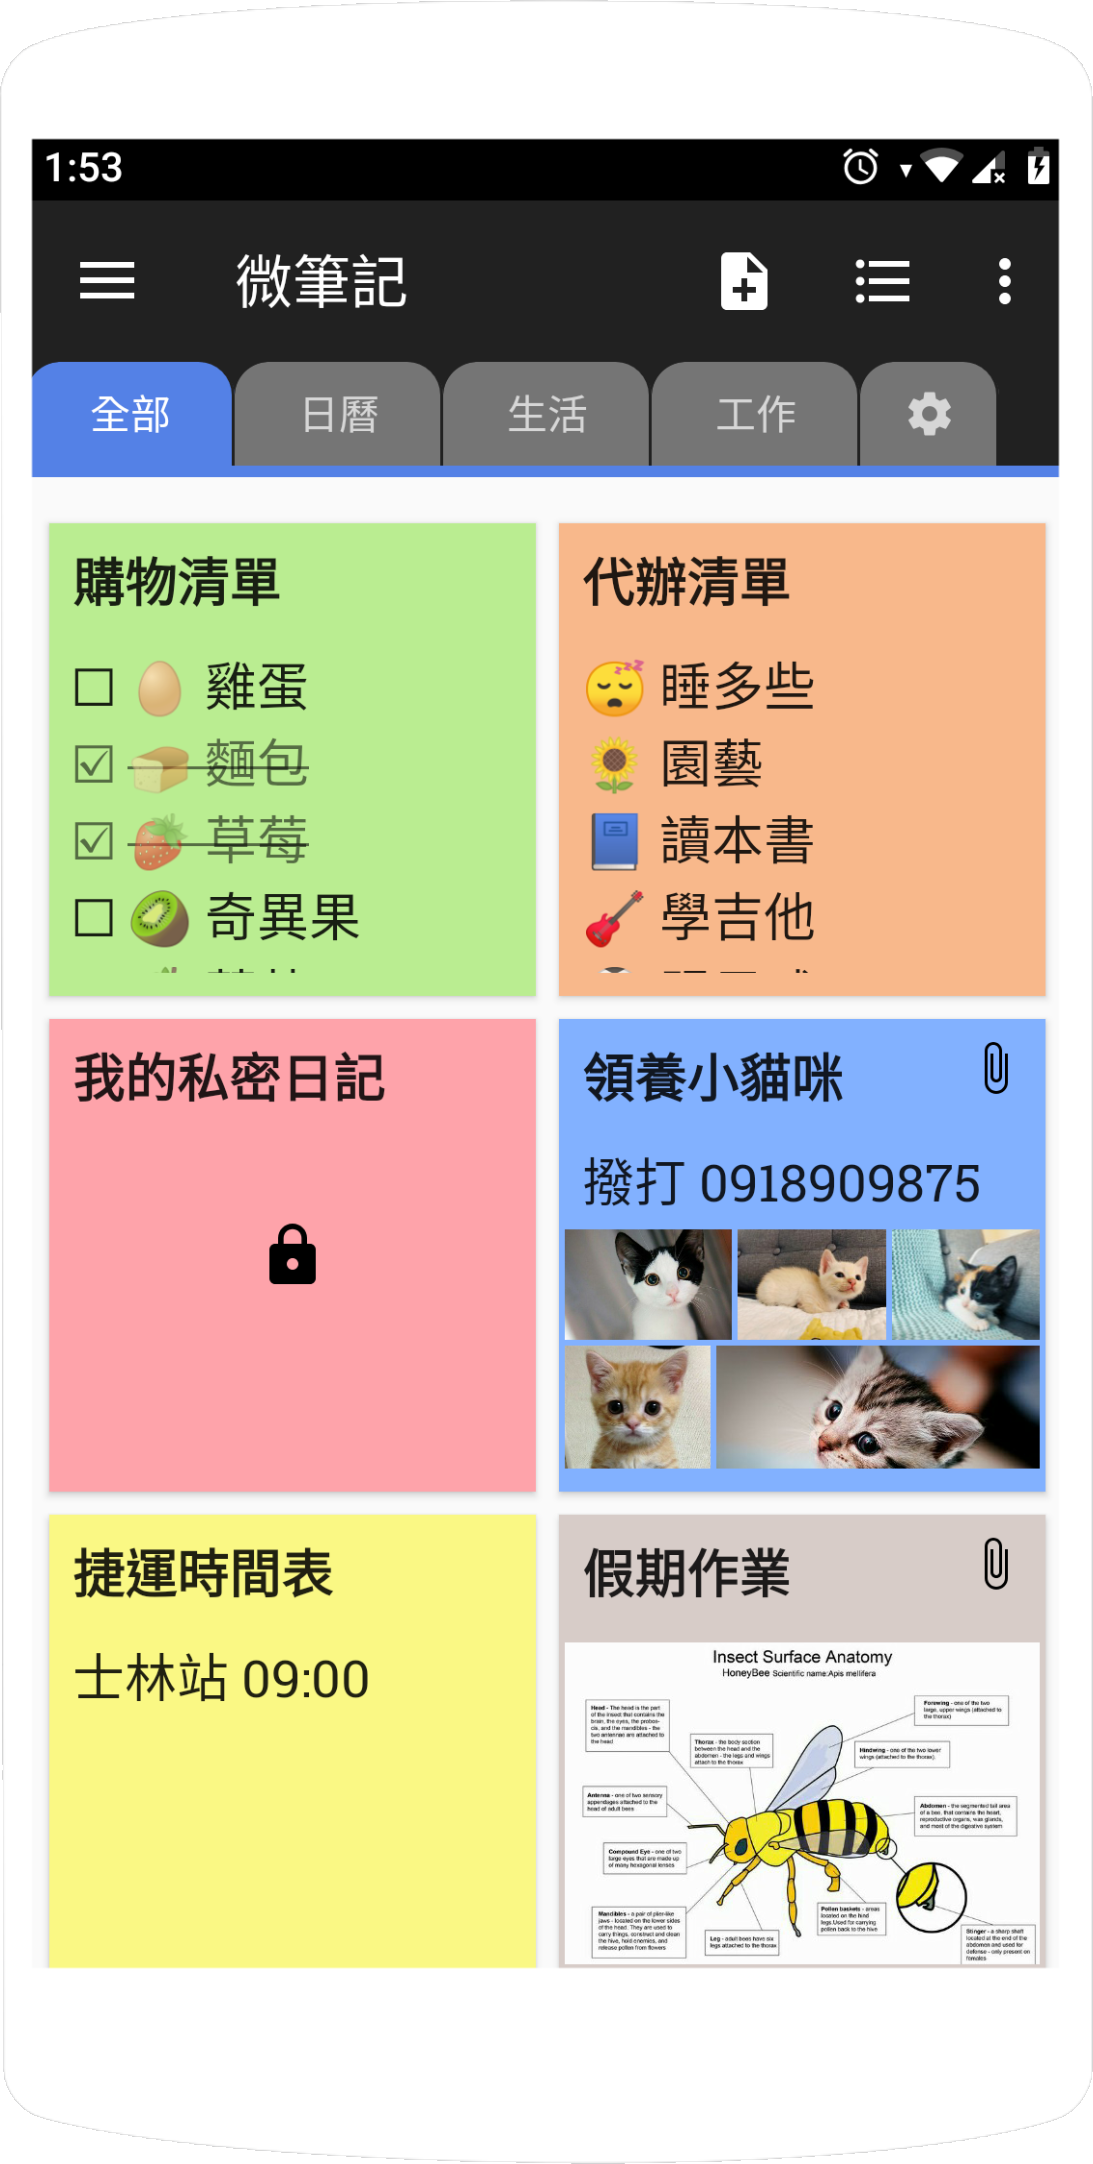 1:53
微筆記
全部 日曆 生活 工作
購物清單
雞蛋
麵包
草莓
奇異果
代辦清單
睡多些
園藝
讀本書
學吉他
我的私密日記
領養小貓咪
撥打 0918909875
捷運時間表
士林站 09:00
假期作業
Insect Surface Anatomy
HoneyBee Scientific name:Apis mellifera
Head - The head is the part
of the insect that contains the
brain, the eyes, the probos-
cis, and the mandibles - the
two antennae are attached to
the head
Thorax - the body section
between the head and the
abdomen - the legs and wings
attach to the thorax
Forewing - one of the two
large, upper wings (attached to
the thorax)
Hindwing - one of the two lower
wings (attached to the thorax).
Antenna - one of two sensory
appendages attached to the
head of adult bees
Abdomen - the segmented tail area
of a bee, that contains the heart,
reproductive organs, wax glands,
and most of the digestive system
Compound Eye - one of two
large eyes that are made up
of many hexagonal lenses
Mandibles - a pair of plier-like
jaws - located on the lower sides
of the head. They are used to
carry things, construct and clean
the hive, hold enemies, and
release pollen from flowers
Leg - adult bees have six
legs attached to the thorax
Pollen baskets - areas
located on the hind
legs.Used for carrying
pollen back to the hive
Stinger - a sharp shaft
located at the end of the
abdomen and used for
defense - only present on
females